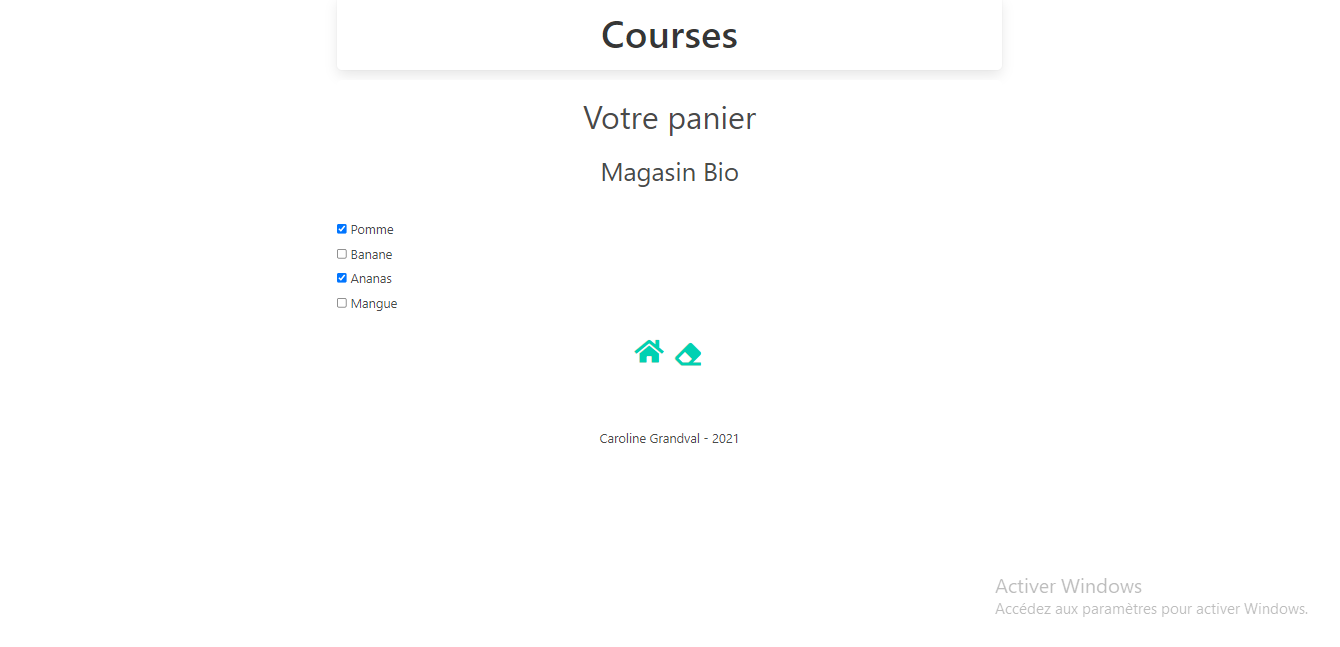 Courses
Votre panier
Magasin Bio
Pomme
Banane
Ananas
Mangue
Caroline Grandval - 2021
Activer Windows
Accédez aux paramètres pour activer Windows.